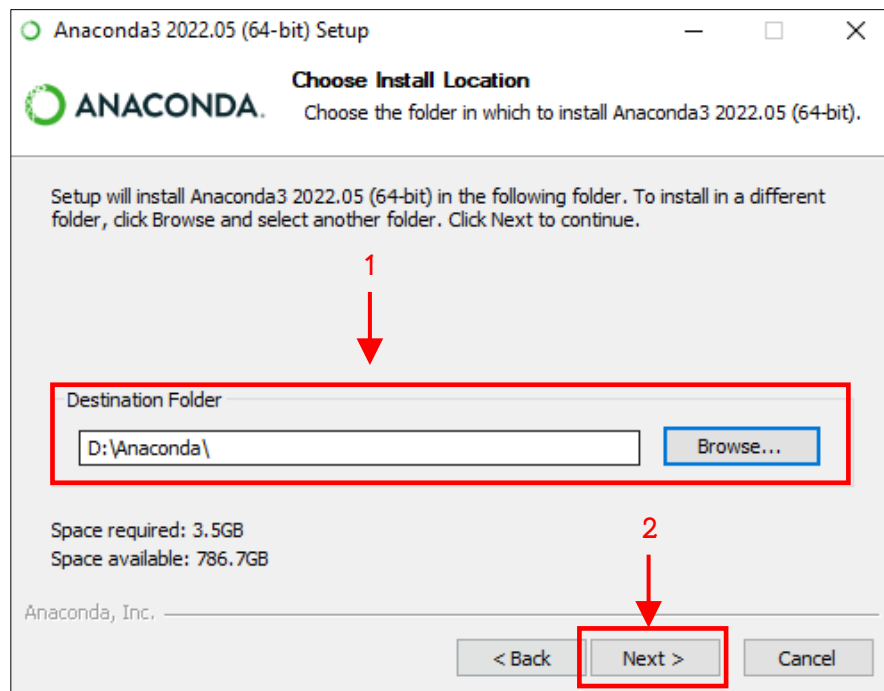 Anaconda3 2022.05 (64-bit) Setup
ANACONDA.
Choose Install Location
Choose the folder in which to install Anaconda3 2022.05 (64-bit).
Setup will install Anaconda3 2022.05 (64-bit) in the following folder. To install in a different
folder, click Browse and select another folder. Click Next to continue.
1
Destination Folder
D:\Anaconda\
Browse...
Space required: 3.5GB
Space available: 786.7GB
2
Anaconda, Inc.
< Back
Next >
Cancel